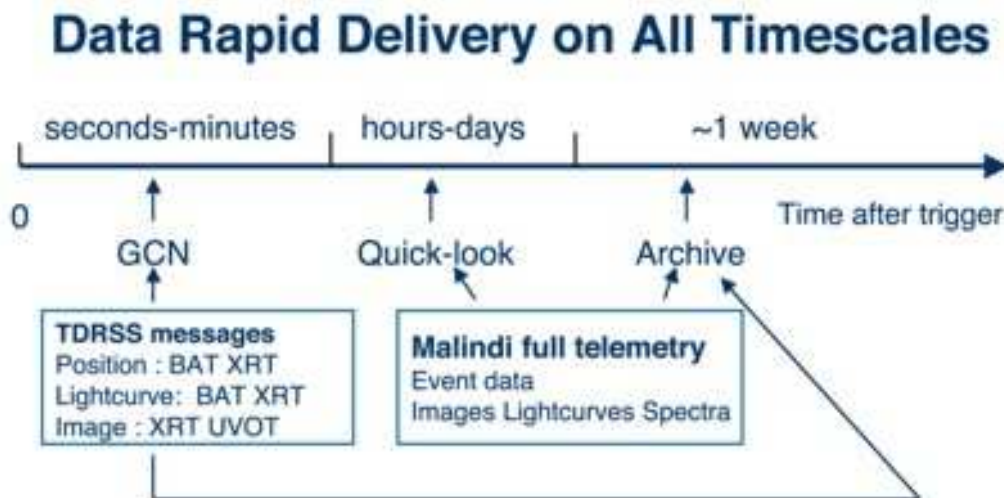 Data Rapid Delivery on All Timescales
seconds-minutes hours-days ~1 week
0 Time after trigger
GCN Quick-look Archive
TDRSS messages
Position : BAT XRT
Lightcurve: BAT XRT
Image : XRT UVOT
Malindi full telemetry
Event data
Images Lightcurves Spectra